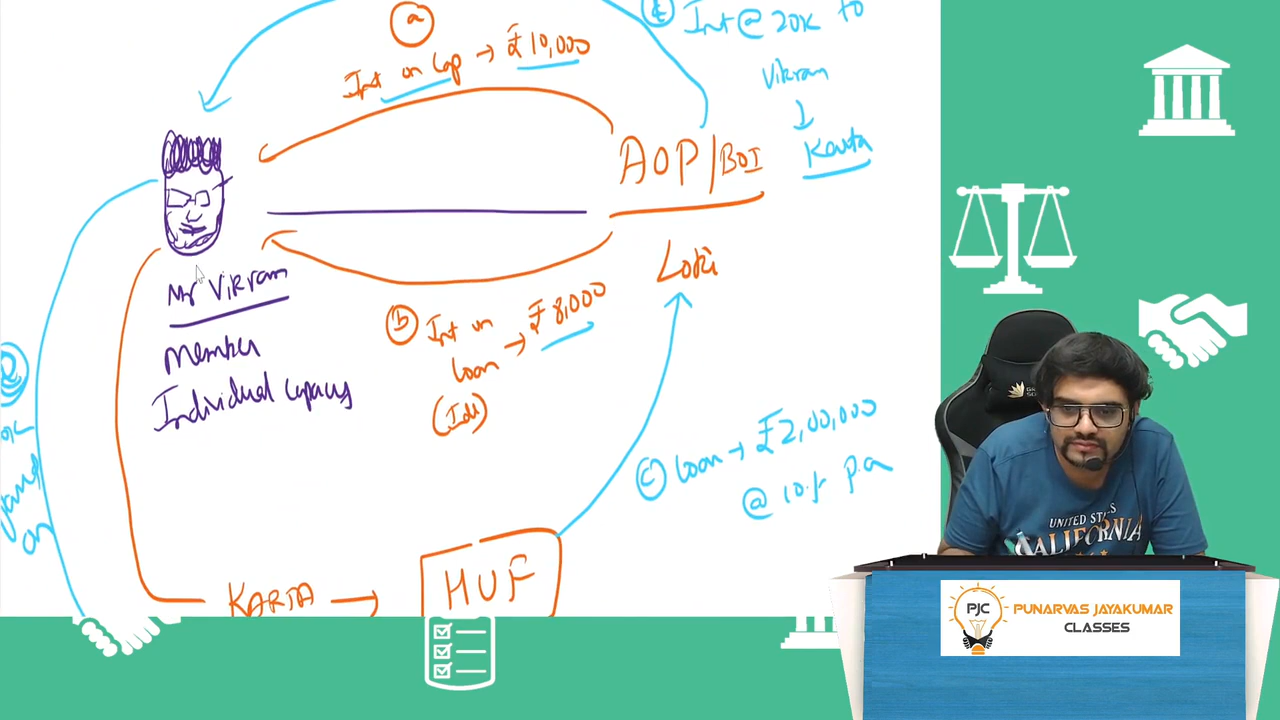 a
Int on Cap → ₹10,000
d Int @ 20K to
Vikram
↓
Karta
AOP/BOI
Loki
Mr Vikram
Member
Individual capacity
b Int on
loan → ₹8,000
(Idl)
c Loan → ₹2,00,000
@ 10% p.a
KARTA →
HUF
UNITED STATES
CALIFORNIA
PJC
PUNARVAS JAYAKUMAR
CLASSES